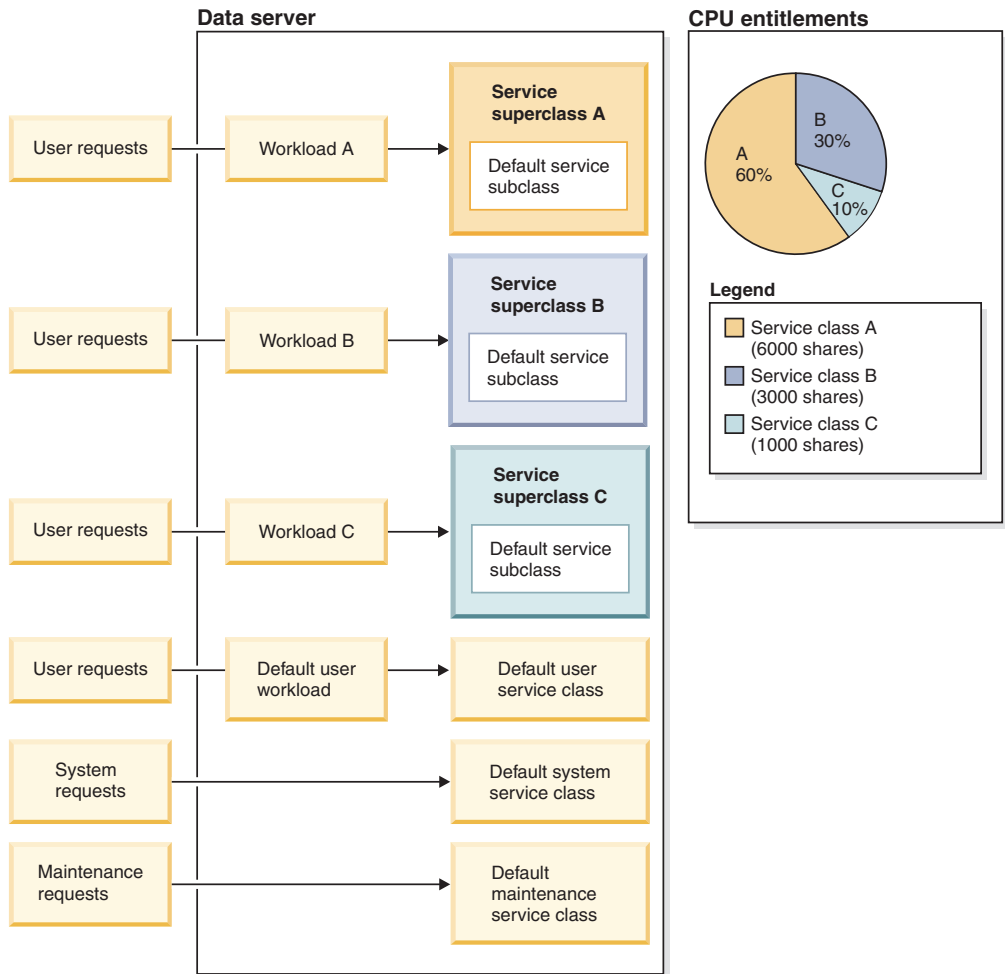 Data server
User requests
Workload A
Service
superclass A
Default service
subclass
User requests
Workload B
Service
superclass B
Default service
subclass
User requests
Workload C
Service
superclass C
Default service
subclass
User requests
Default user
workload
Default user
service class
System
requests
Default system
service class
Maintenance
requests
Default
maintenance
service class
CPU entitlements
A
60%
B
30%
C
10%
Legend
Service class A
(6000 shares)
Service class B
(3000 shares)
Service class C
(1000 shares)